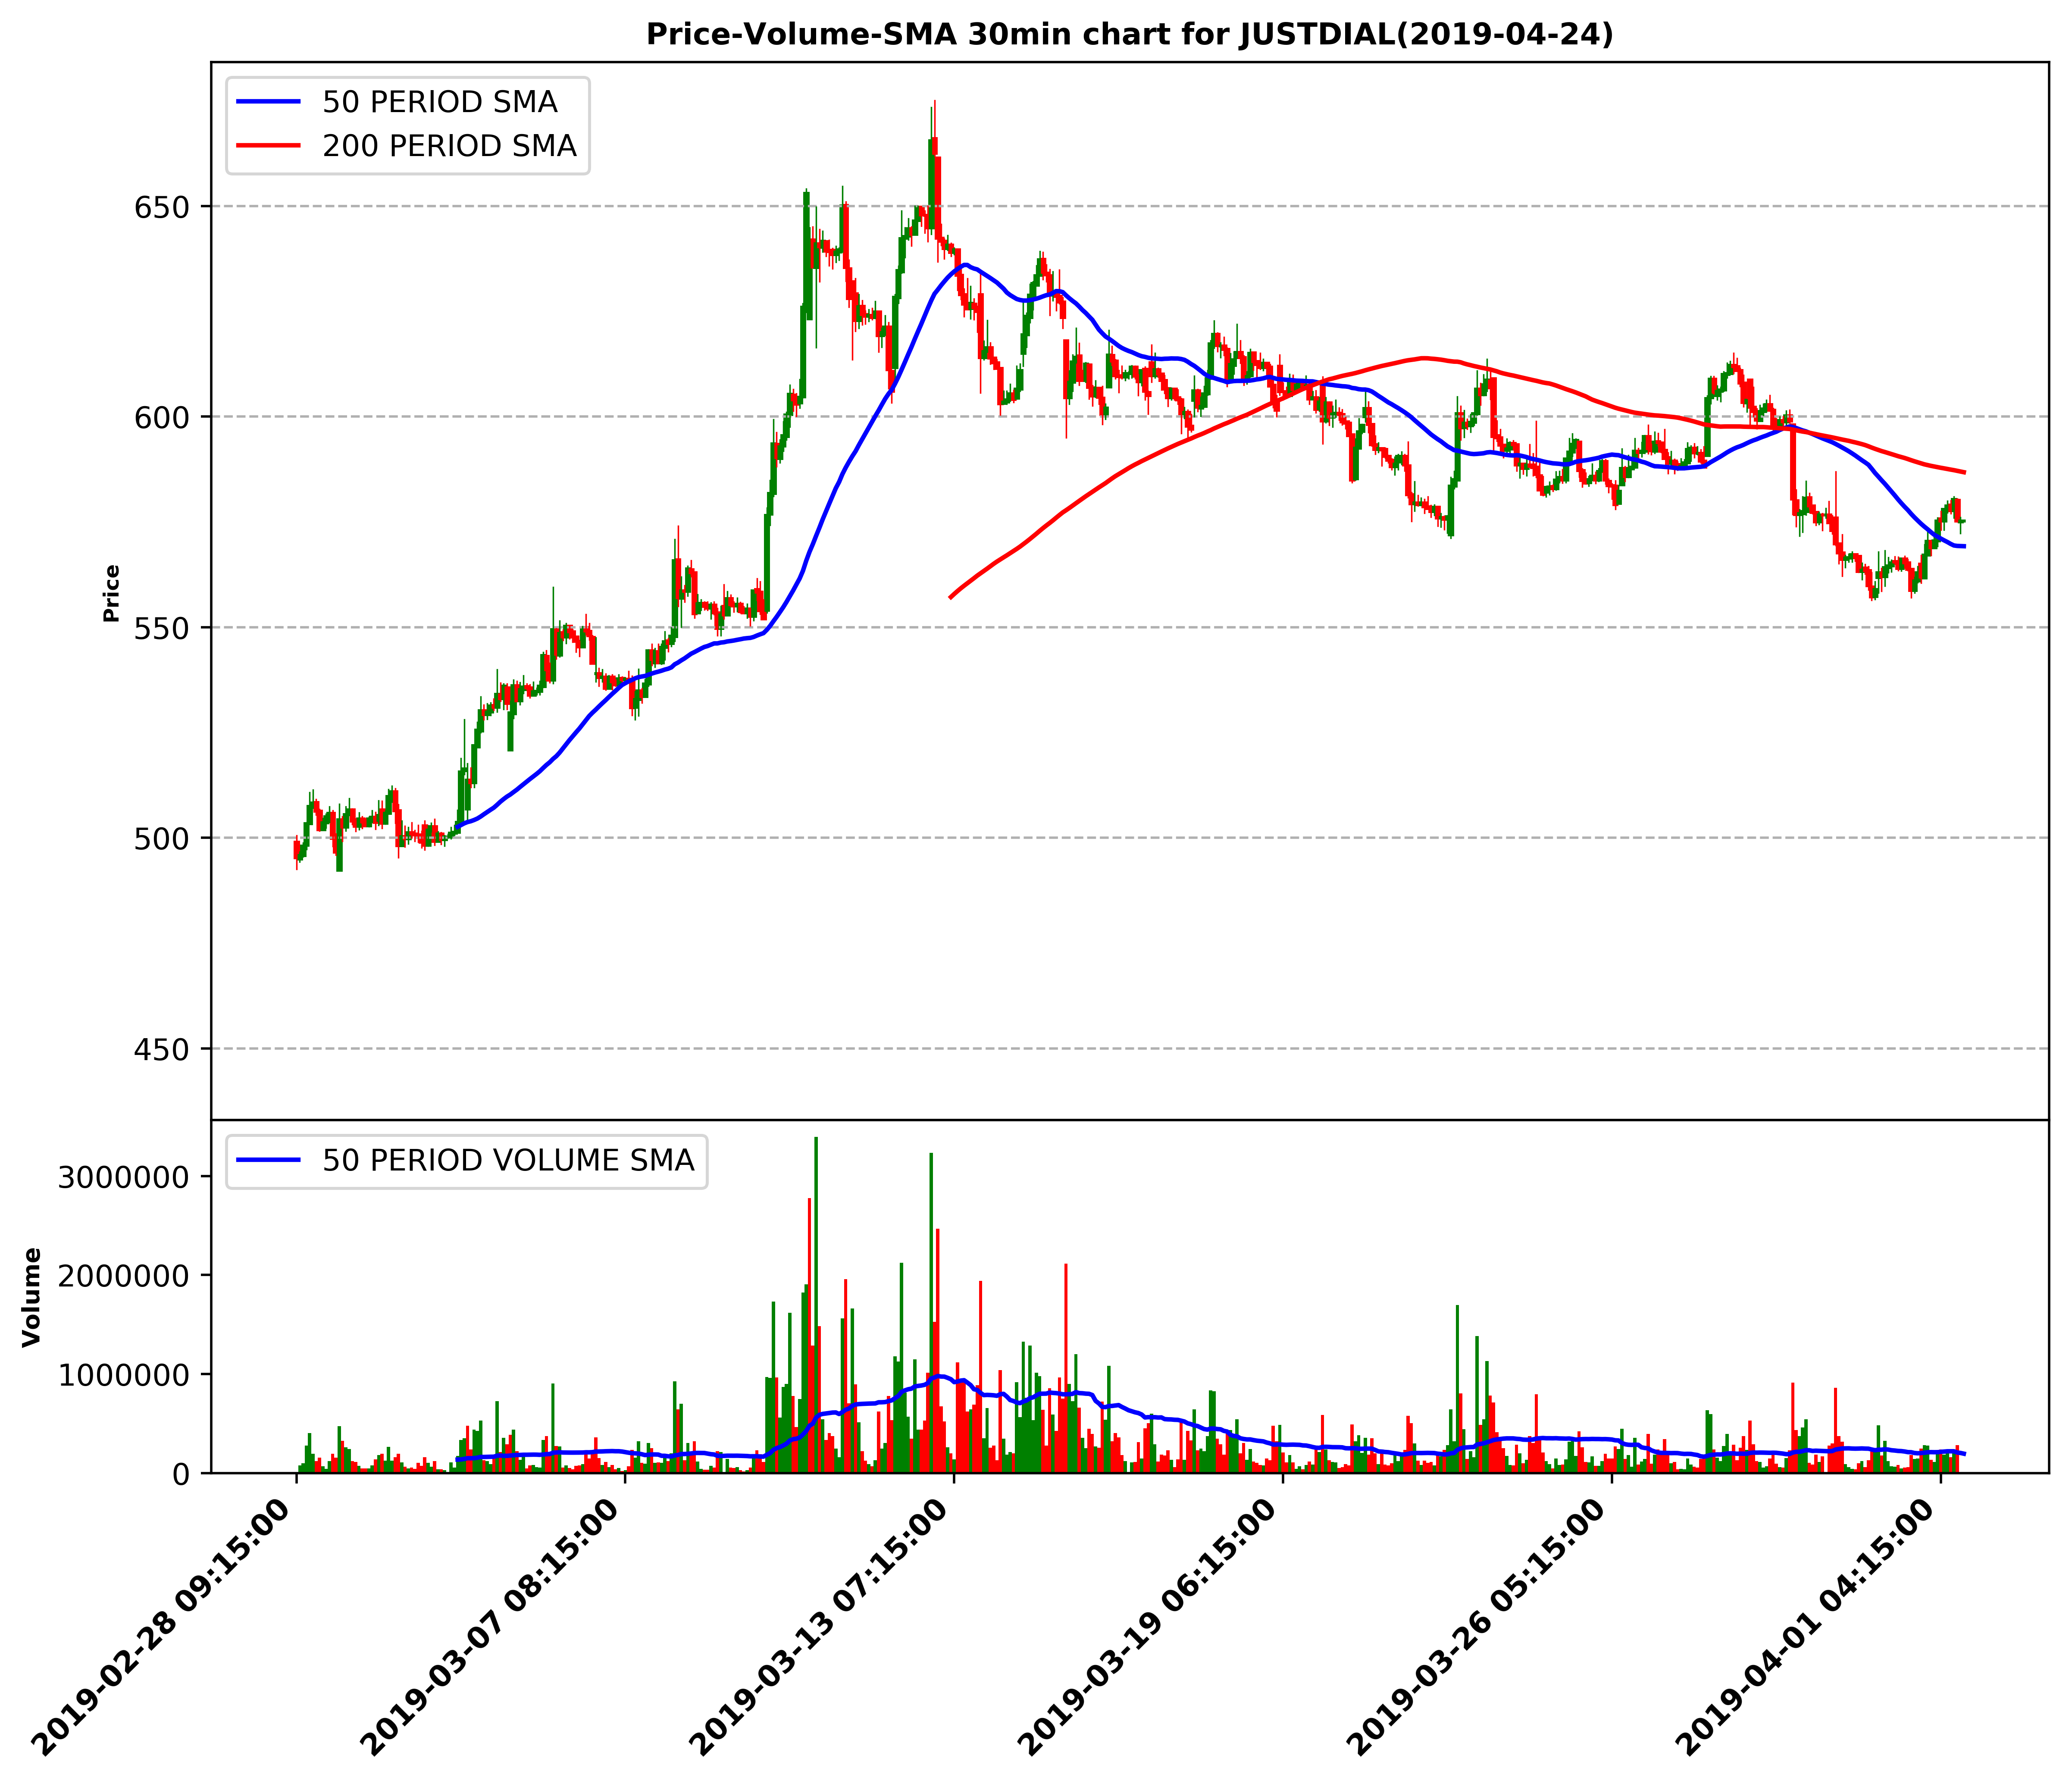 Price-Volume-SMA 30min chart for JUSTDIAL(2019-04-24)
50 PERIOD SMA
200 PERIOD SMA
650
600
550
500
450
Price
50 PERIOD VOLUME SMA
3000000
2000000
1000000
0
Volume
2019-02-28 09:15:00
2019-03-07 08:15:00
2019-03-13 07:15:00
2019-03-19 06:15:00
2019-03-26 05:15:00
2019-04-01 04:15:00